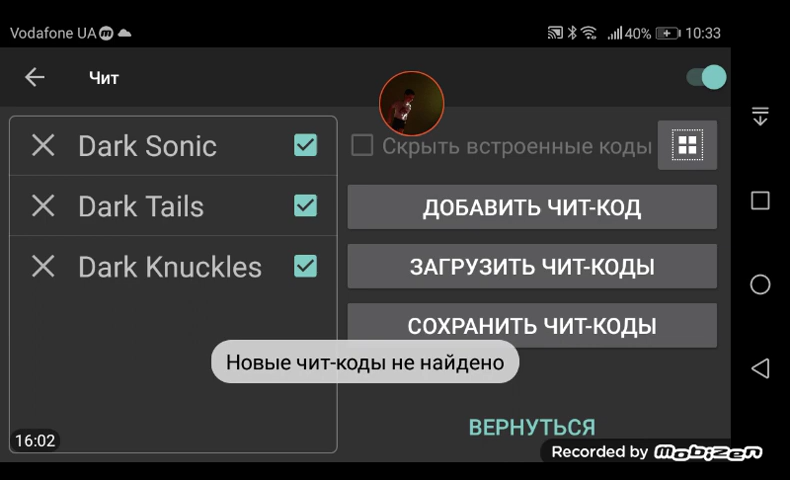 Vodafone UA
40%
10:33
Чит
Dark Sonic
Dark Tails
Dark Knuckles
Скрыть встроенные коды
ДОБАВИТЬ ЧИТ-КОД
ЗАГРУЗИТЬ ЧИТ-КОДЫ
СОХРАНИТЬ ЧИТ-КОДЫ
Новые чит-коды не найдено
ВЕРНУТЬСЯ
16:02
Recorded by Mobizen